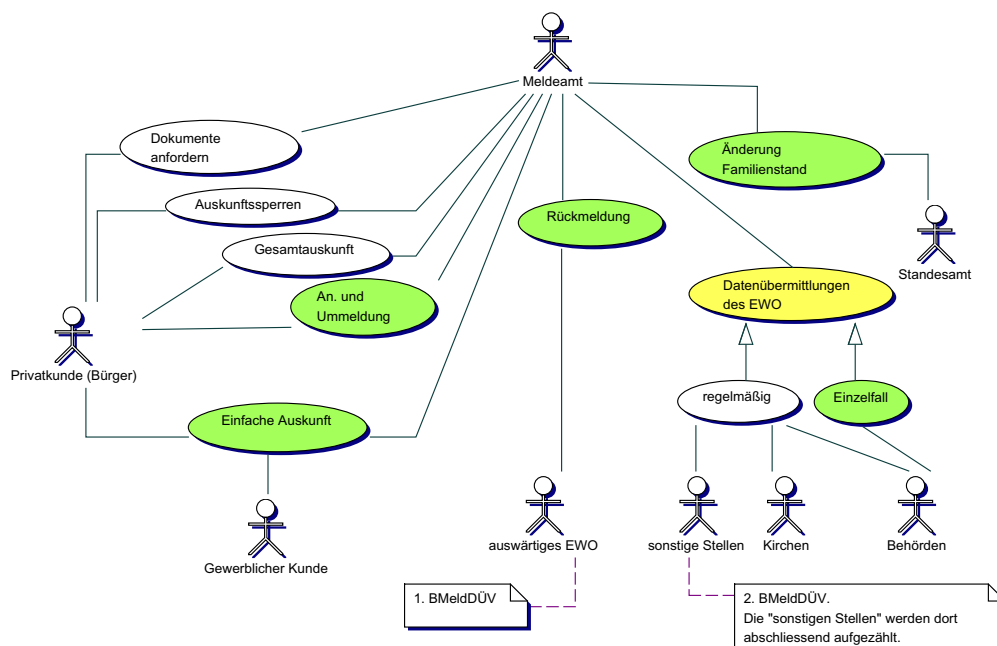 Meldeamt
Dokumente
anfordern
Änderung
Familienstand
Auskunftssperren
Rückmeldung
Gesamtauskunft
Standesamt
An. und
Ummeldung
Datenübermittlungen
des EWO
Privatkunde (Bürger)
regelmäßig
Einzelfall
Einfache Auskunft
auswärtiges EWO
sonstige Stellen
Kirchen
Behörden
Gewerblicher Kunde
1. BMeldDÜV
2. BMeldDÜV.
Die "sonstigen Stellen" werden dort
abschliessend aufgezählt.